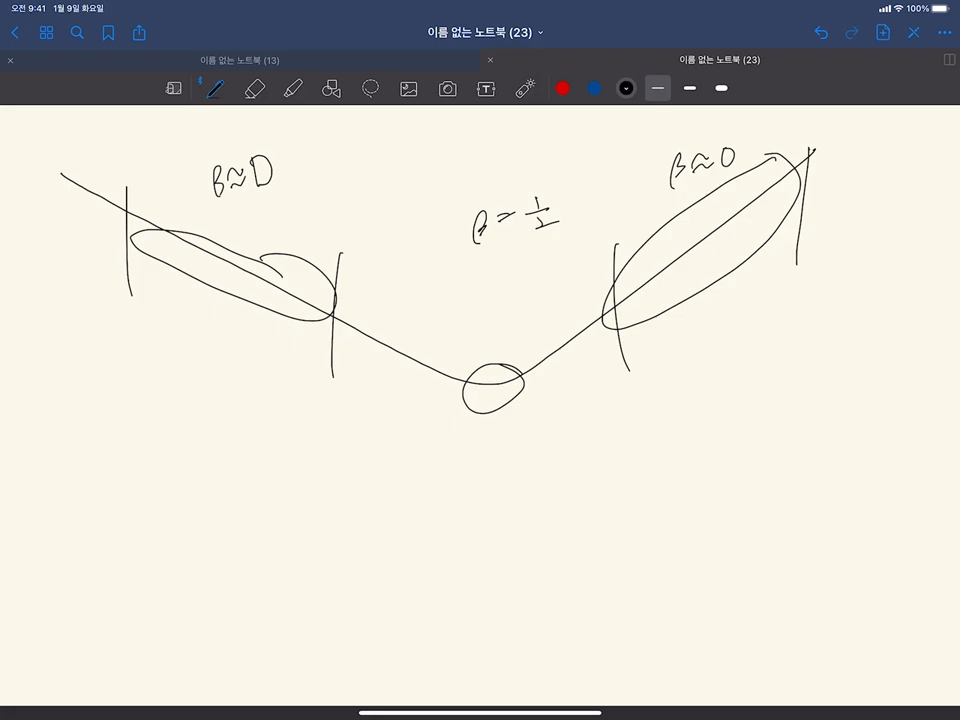 오전 9:41 1월 9일 화요일
100%
이름 없는 노트북 (23)
이름 없는 노트북 (13)
이름 없는 노트북 (23)
T
β≈0
β=1/2
β≈0